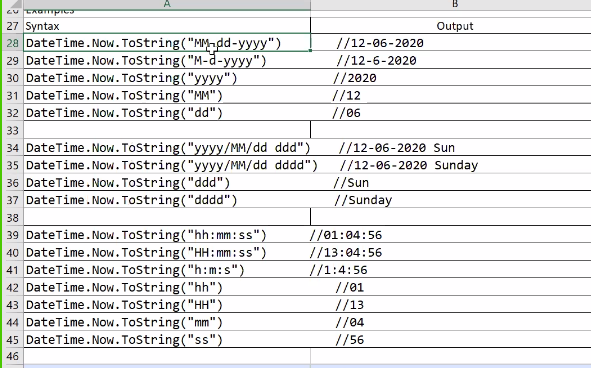 A B
26 Examples
27 Syntax Output
28 DateTime.Now.ToString("MM-dd-yyyy") //12-06-2020
29 DateTime.Now.ToString("M-d-yyyy") //12-6-2020
30 DateTime.Now.ToString("yyyy") //2020
31 DateTime.Now.ToString("MM") //12
32 DateTime.Now.ToString("dd") //06
33
34 DateTime.Now.ToString("yyyy/MM/dd ddd") //12-06-2020 Sun
35 DateTime.Now.ToString("yyyy/MM/dd dddd") //12-06-2020 Sunday
36 DateTime.Now.ToString("ddd") //Sun
37 DateTime.Now.ToString("dddd") //Sunday
38
39 DateTime.Now.ToString("hh:mm:ss") //01:04:56
40 DateTime.Now.ToString("HH:mm:ss") //13:04:56
41 DateTime.Now.ToString("h:m:s") //1:4:56
42 DateTime.Now.ToString("hh") //01
43 DateTime.Now.ToString("HH") //13
44 DateTime.Now.ToString("mm") //04
45 DateTime.Now.ToString("ss") //56
46